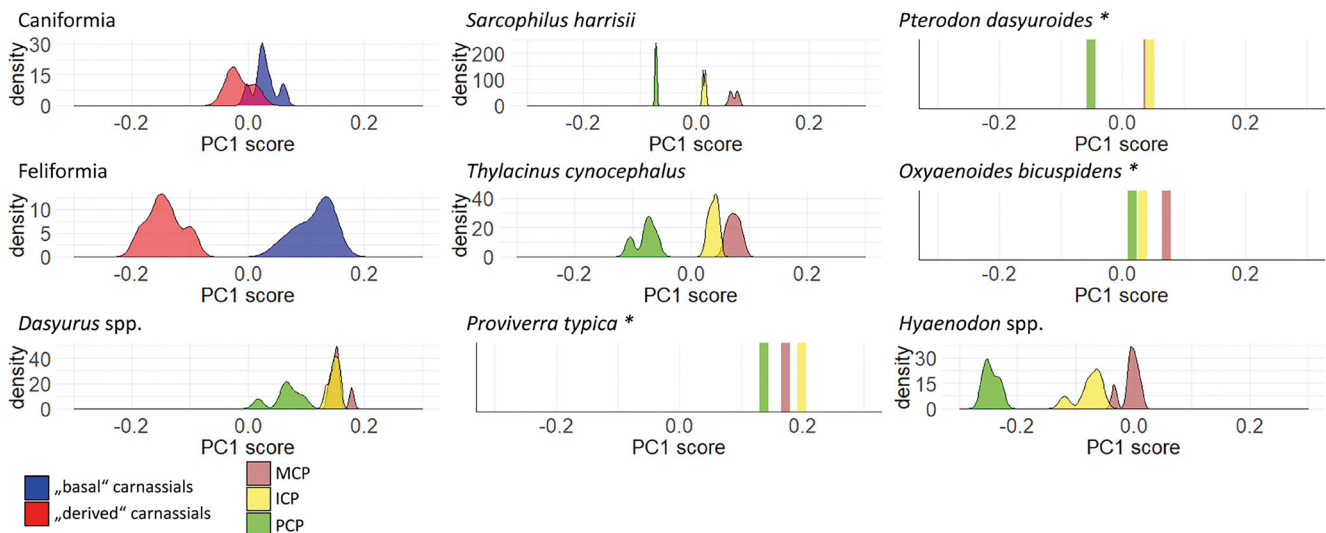 Caniformia
density
30
15
0
-0.2 0.0 0.2
PC1 score
Sarcophilus harrisii
density
200
100
0
-0.2 0.0 0.2
PC1 score
Pterodon dasyuroides *
-0.2 0.0 0.2
PC1 score
Feliformia
density
10
5
0
-0.2 0.0 0.2
PC1 score
Thylacinus cynocephalus
density
40
20
0
-0.2 0.0 0.2
PC1 score
Oxyaenoides bicuspidens *
-0.2 0.0 0.2
PC1 score
Dasyurus spp.
density
40
20
0
-0.2 0.0 0.2
PC1 score
Proviverra typica *
-0.2 0.0 0.2
PC1 score
Hyaenodon spp.
density
30
15
0
-0.2 0.0 0.2
PC1 score
„basal“ carnassials
„derived“ carnassials
MCP
ICP
PCP